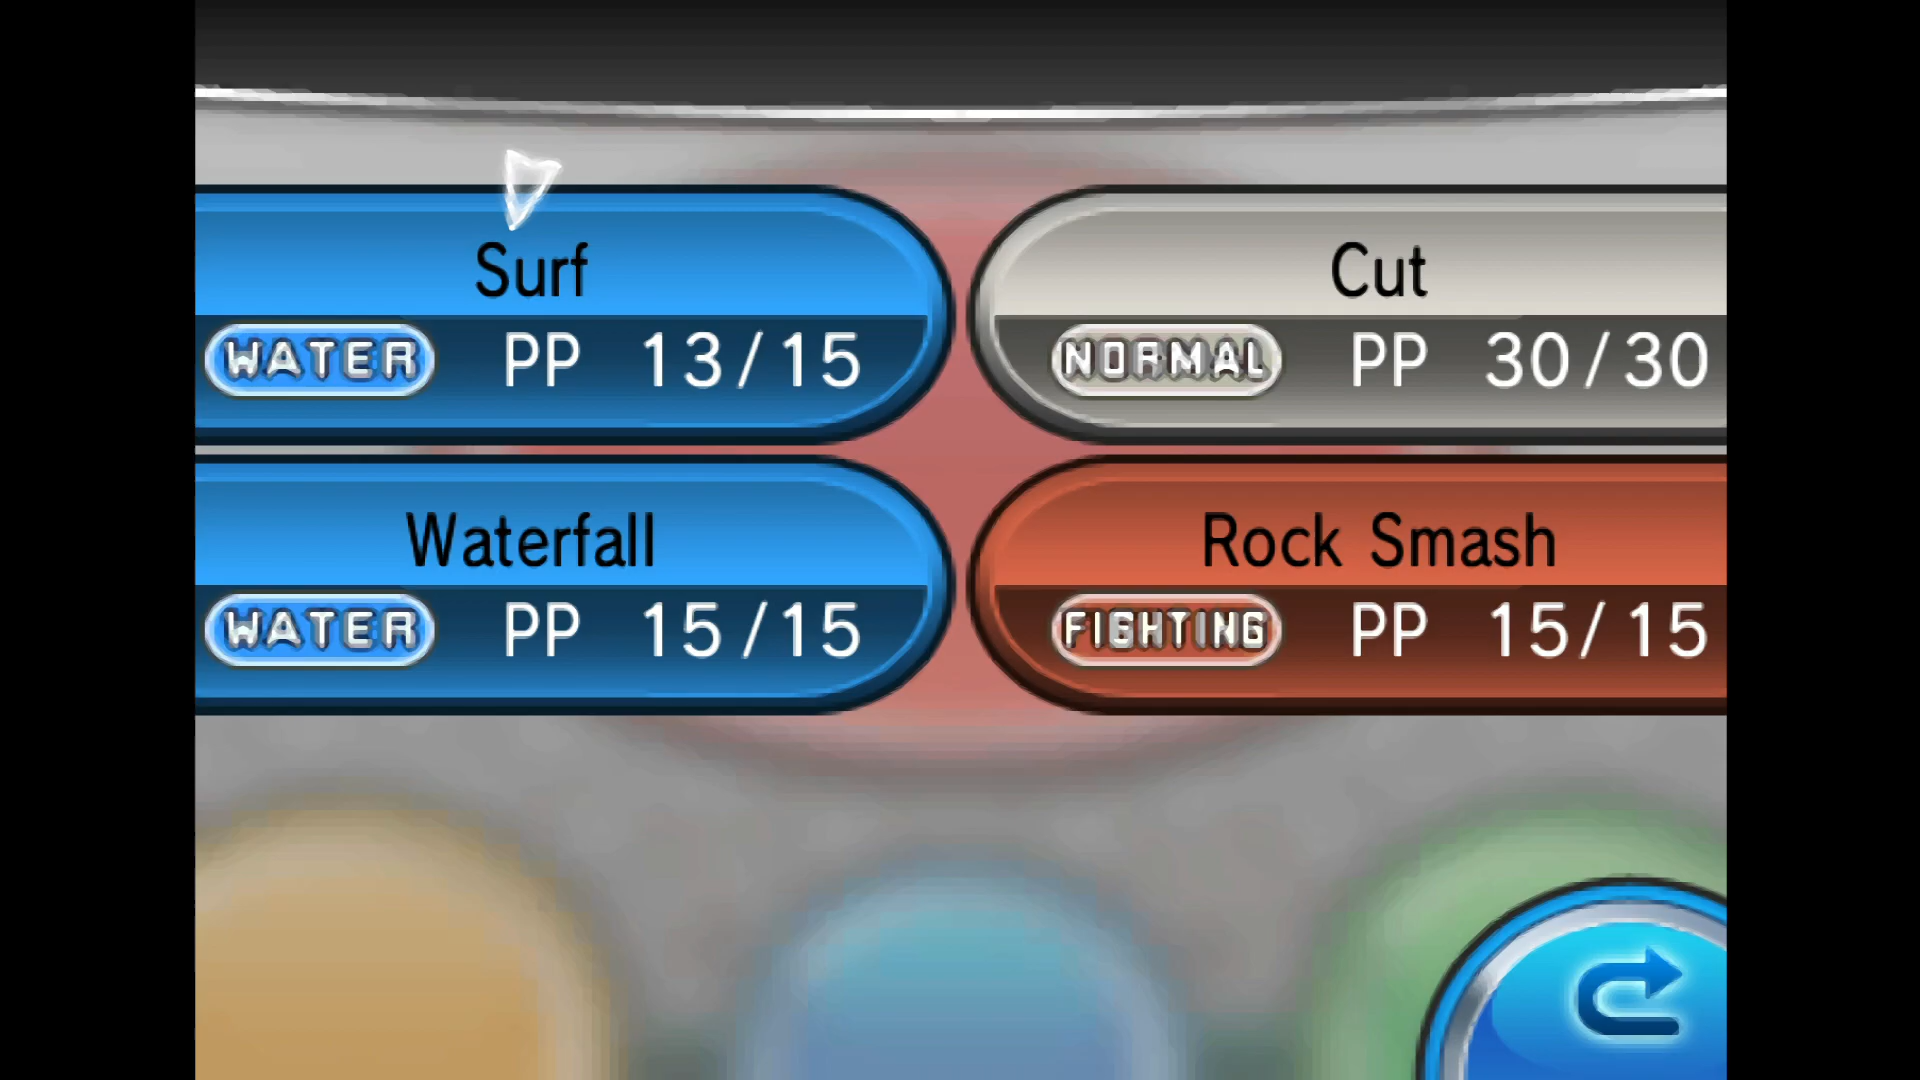 Surf
WATER PP 13/15
Cut
NORMAL PP 30/30
Waterfall
WATER PP 15/15
Rock Smash
FIGHTING PP 15/15